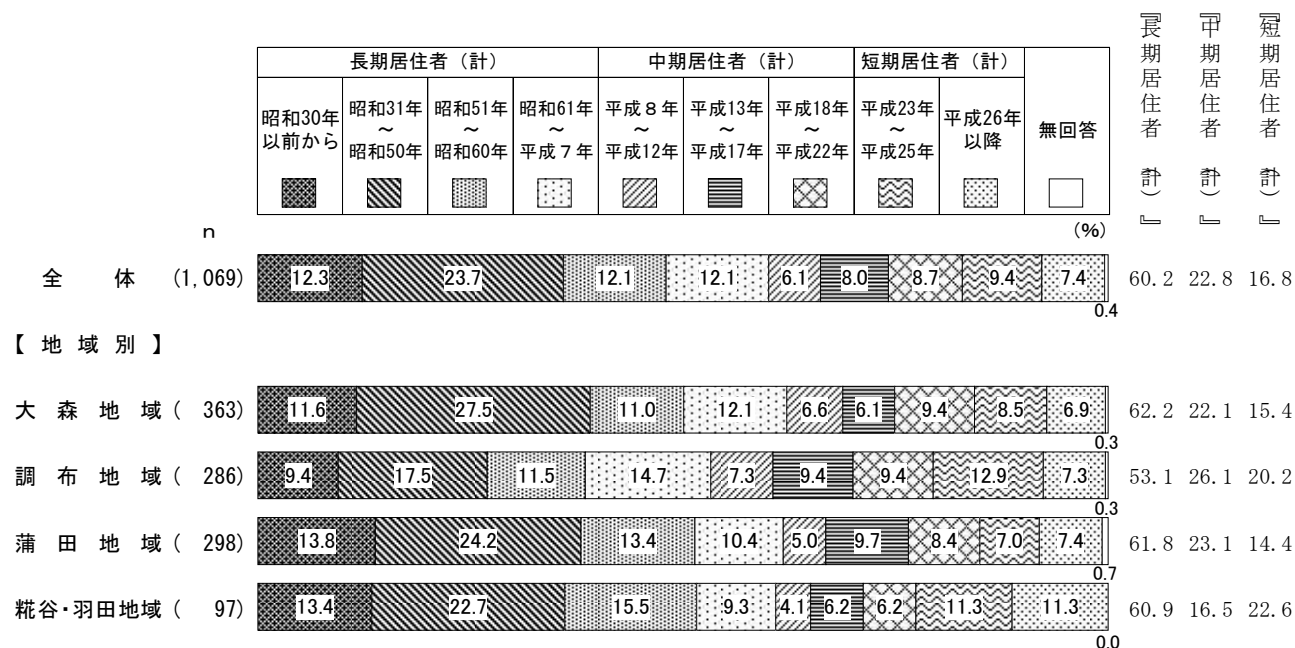 『長期居住者（計）』 『中期居住者（計）』 『短期居住者（計）』
長期居住者（計） 中期居住者（計） 短期居住者（計）
昭和30年以前から 昭和31年～昭和50年 昭和51年～昭和60年 昭和61年～平成７年 平成８年～平成12年 平成13年～平成17年 平成18年～平成22年 平成23年～平成25年 平成26年以降 無回答
n (%)
全体 (1,069) 12.3 23.7 12.1 12.1 6.1 8.0 8.7 9.4 7.4 60.2 22.8 16.8
0.4
【地域別】
大森地域 ( 363) 11.6 27.5 11.0 12.1 6.6 6.1 9.4 8.5 6.9 62.2 22.1 15.4
0.3
調布地域 ( 286) 9.4 17.5 11.5 14.7 7.3 9.4 9.4 12.9 7.3 53.1 26.1 20.2
0.3
蒲田地域 ( 298) 13.8 24.2 13.4 10.4 5.0 9.7 8.4 7.0 7.4 61.8 23.1 14.4
0.7
糀谷・羽田地域 ( 97) 13.4 22.7 15.5 9.3 4.1 6.2 6.2 11.3 11.3 60.9 16.5 22.6
0.0